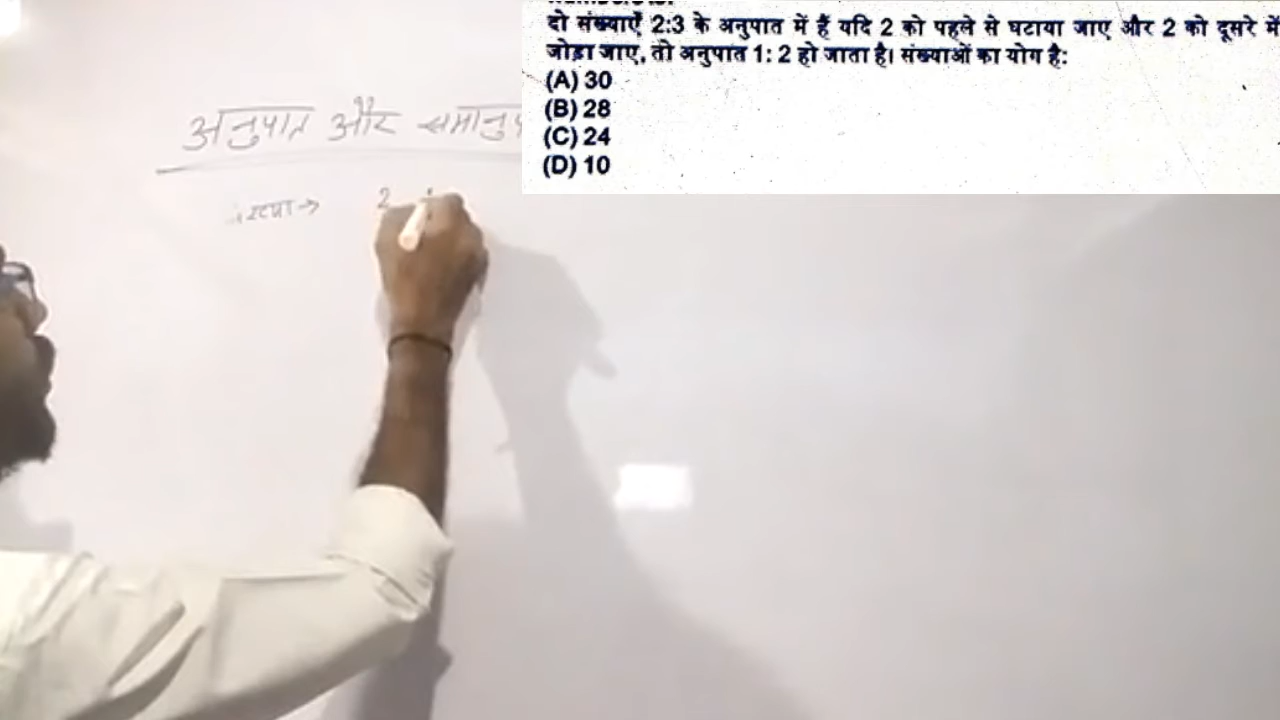 दो संख्याएँ 2:3 के अनुपात में हैं यदि 2 को पहले से घटाया जाए और 2 को दूसरे में
जोड़ा जाए, तो अनुपात 1: 2 हो जाता है। संख्याओं का योग है:
(A) 30
(B) 28
(C) 24
(D) 10
अनुपात और
2